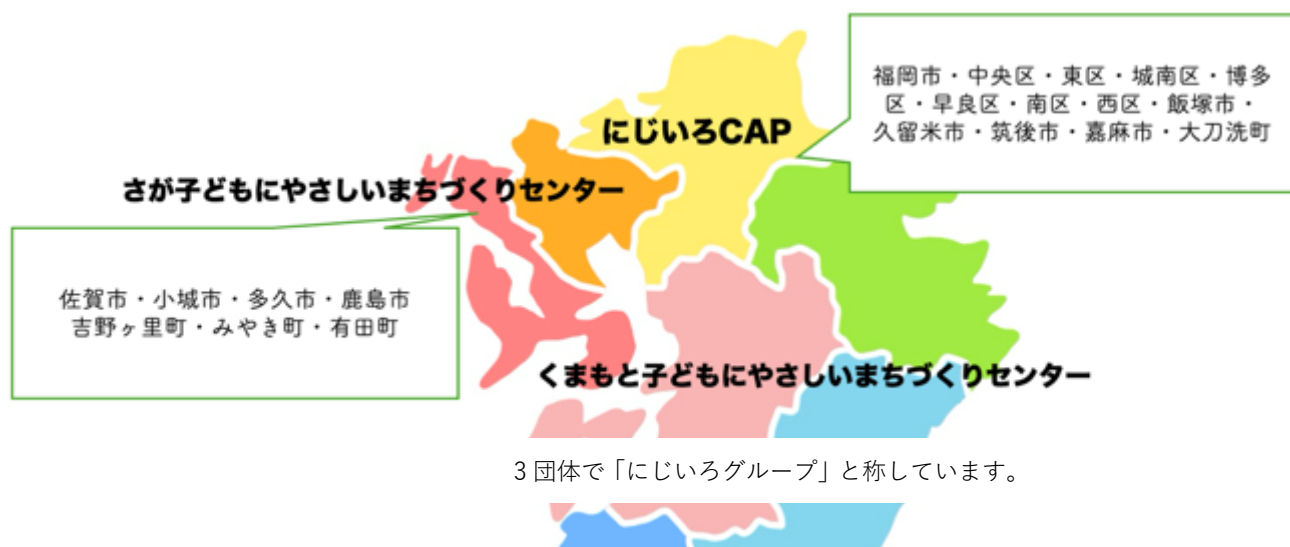 福岡市・中央区・東区・城南区・博多
区・早良区・南区・西区・飯塚市・
久留米市・筑後市・嘉麻市・大刀洗町
にじいろCAP
さが子どもにやさしいまちづくりセンター
佐賀市・小城市・多久市・鹿島市
吉野ヶ里町・みやき町・有田町
くまもと子どもにやさしいまちづくりセンター
3団体で「にじいろグループ」と称しています。